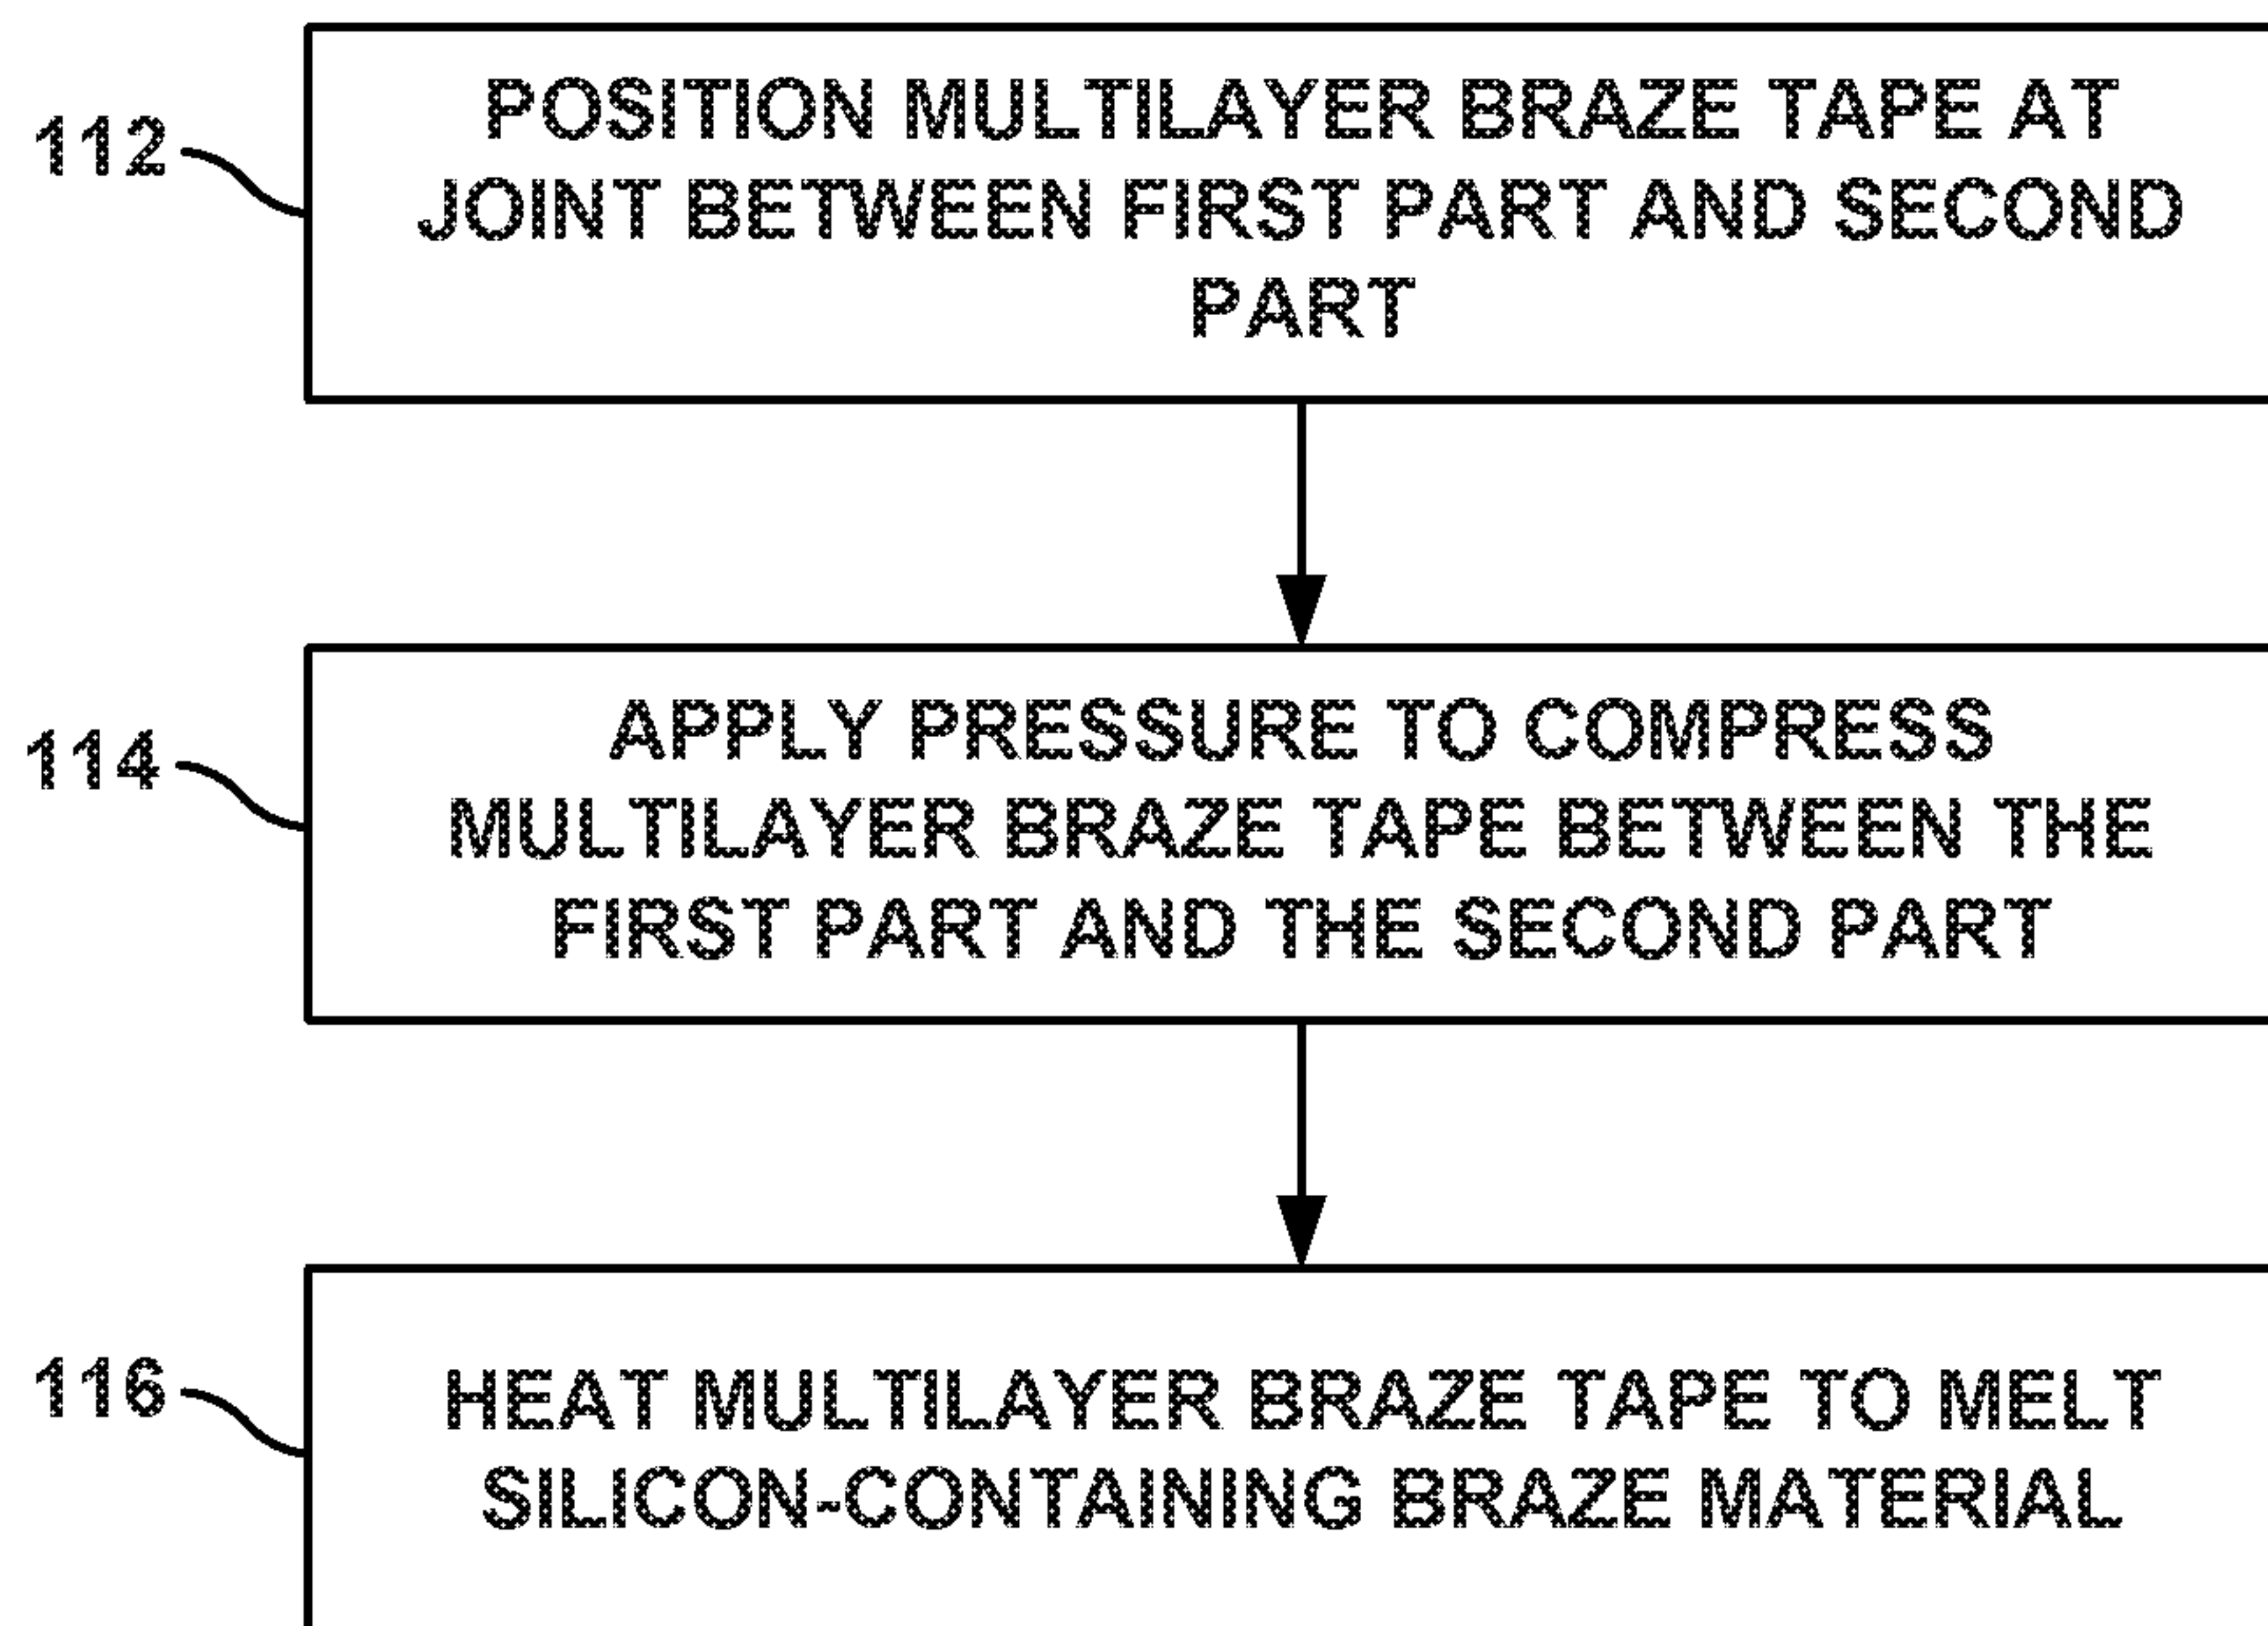 112
POSITION MULTILAYER BRAZE TAPE AT
JOINT BETWEEN FIRST PART AND SECOND
PART
114
APPLY PRESSURE TO COMPRESS
MULTILAYER BRAZE TAPE BETWEEN THE
FIRST PART AND THE SECOND PART
116
HEAT MULTILAYER BRAZE TAPE TO MELT
SILICON-CONTAINING BRAZE MATERIAL